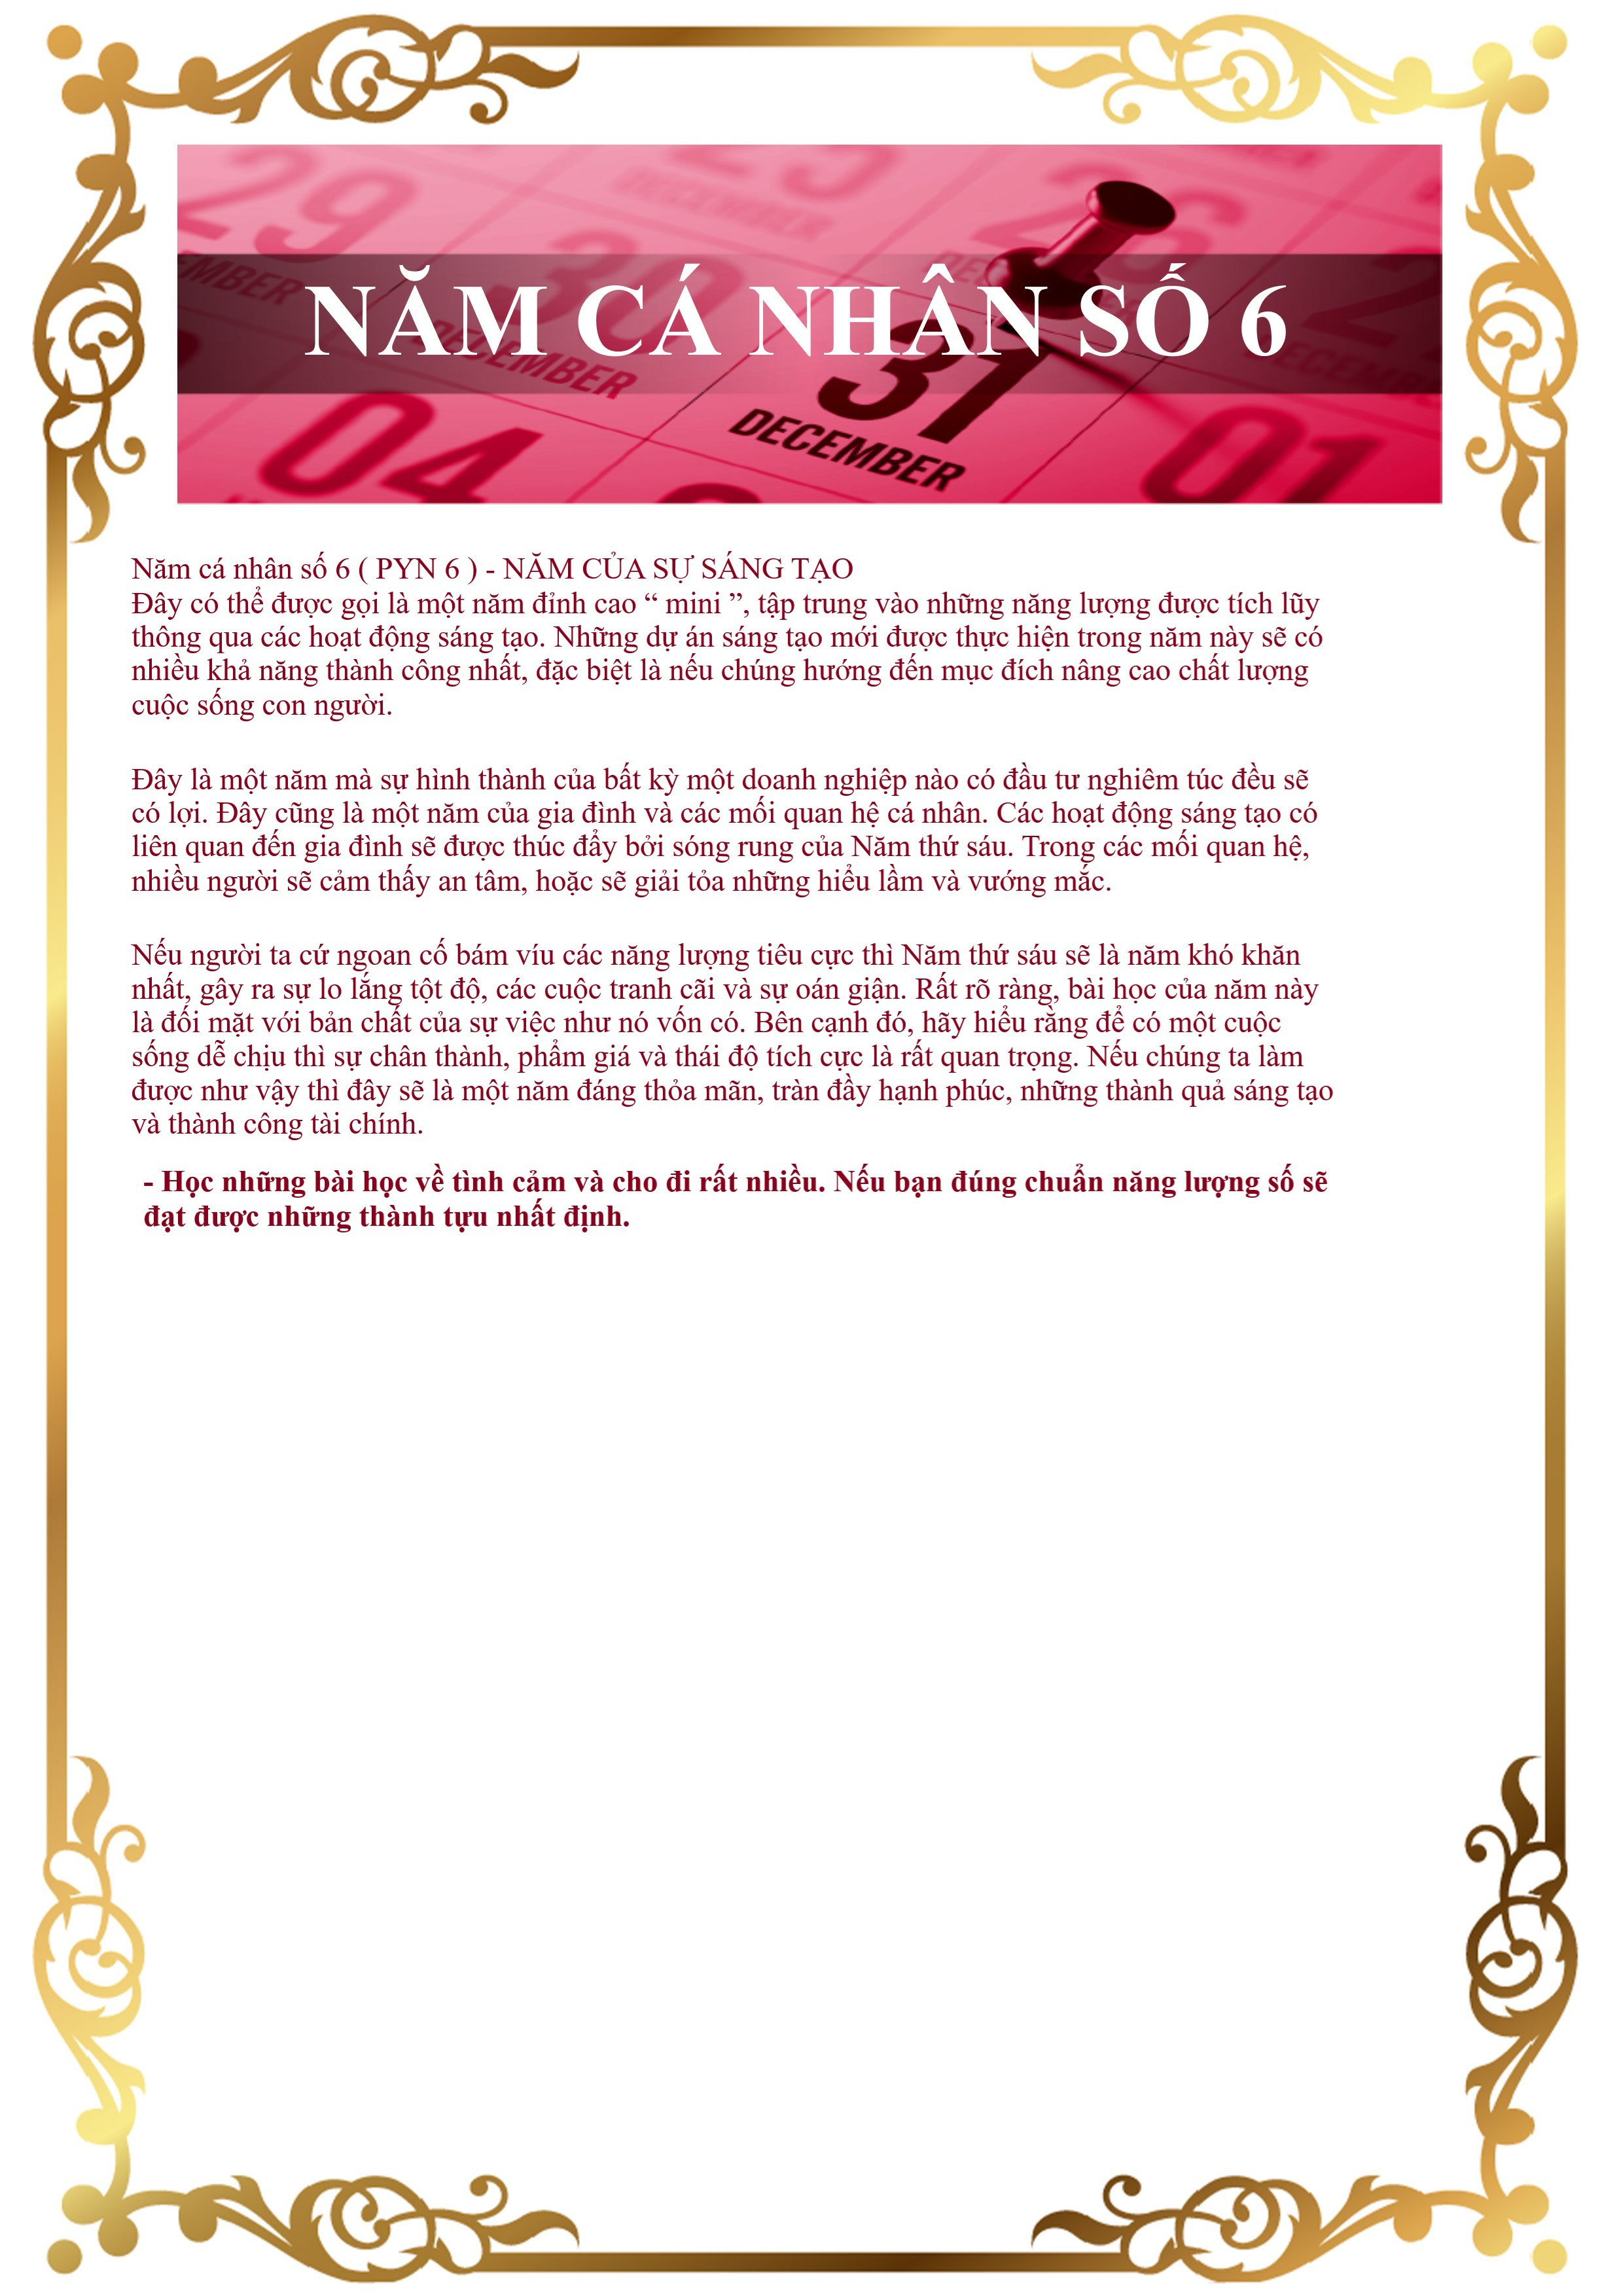 29
25
DECEMBER
26
30
DECEMBER
NĂM CÁ NHÂN SỐ 6
DECEMBER
31
DECEMBER
04
01
Năm cá nhân số 6 ( PYN 6 ) - NĂM CỦA SỰ SÁNG TẠO
Đây có thể được gọi là một năm đỉnh cao “ mini ”, tập trung vào những năng lượng được tích lũy
thông qua các hoạt động sáng tạo. Những dự án sáng tạo mới được thực hiện trong năm này sẽ có
nhiều khả năng thành công nhất, đặc biệt là nếu chúng hướng đến mục đích nâng cao chất lượng
cuộc sống con người.
Đây là một năm mà sự hình thành của bất kỳ một doanh nghiệp nào có đầu tư nghiêm túc đều sẽ
có lợi. Đây cũng là một năm của gia đình và các mối quan hệ cá nhân. Các hoạt động sáng tạo có
liên quan đến gia đình sẽ được thúc đẩy bởi sóng rung của Năm thứ sáu. Trong các mối quan hệ,
nhiều người sẽ cảm thấy an tâm, hoặc sẽ giải tỏa những hiểu lầm và vướng mắc.
Nếu người ta cứ ngoan cố bám víu các năng lượng tiêu cực thì Năm thứ sáu sẽ là năm khó khăn
nhất, gây ra sự lo lắng tột độ, các cuộc tranh cãi và sự oán giận. Rất rõ ràng, bài học của năm này
là đối mặt với bản chất của sự việc như nó vốn có. Bên cạnh đó, hãy hiểu rằng để có một cuộc
sống dễ chịu thì sự chân thành, phẩm giá và thái độ tích cực là rất quan trọng. Nếu chúng ta làm
được như vậy thì đây sẽ là một năm đáng thỏa mãn, tràn đầy hạnh phúc, những thành quả sáng tạo
và thành công tài chính.
- Học những bài học về tình cảm và cho đi rất nhiều. Nếu bạn đúng chuẩn năng lượng số sẽ
đạt được những thành tựu nhất định.